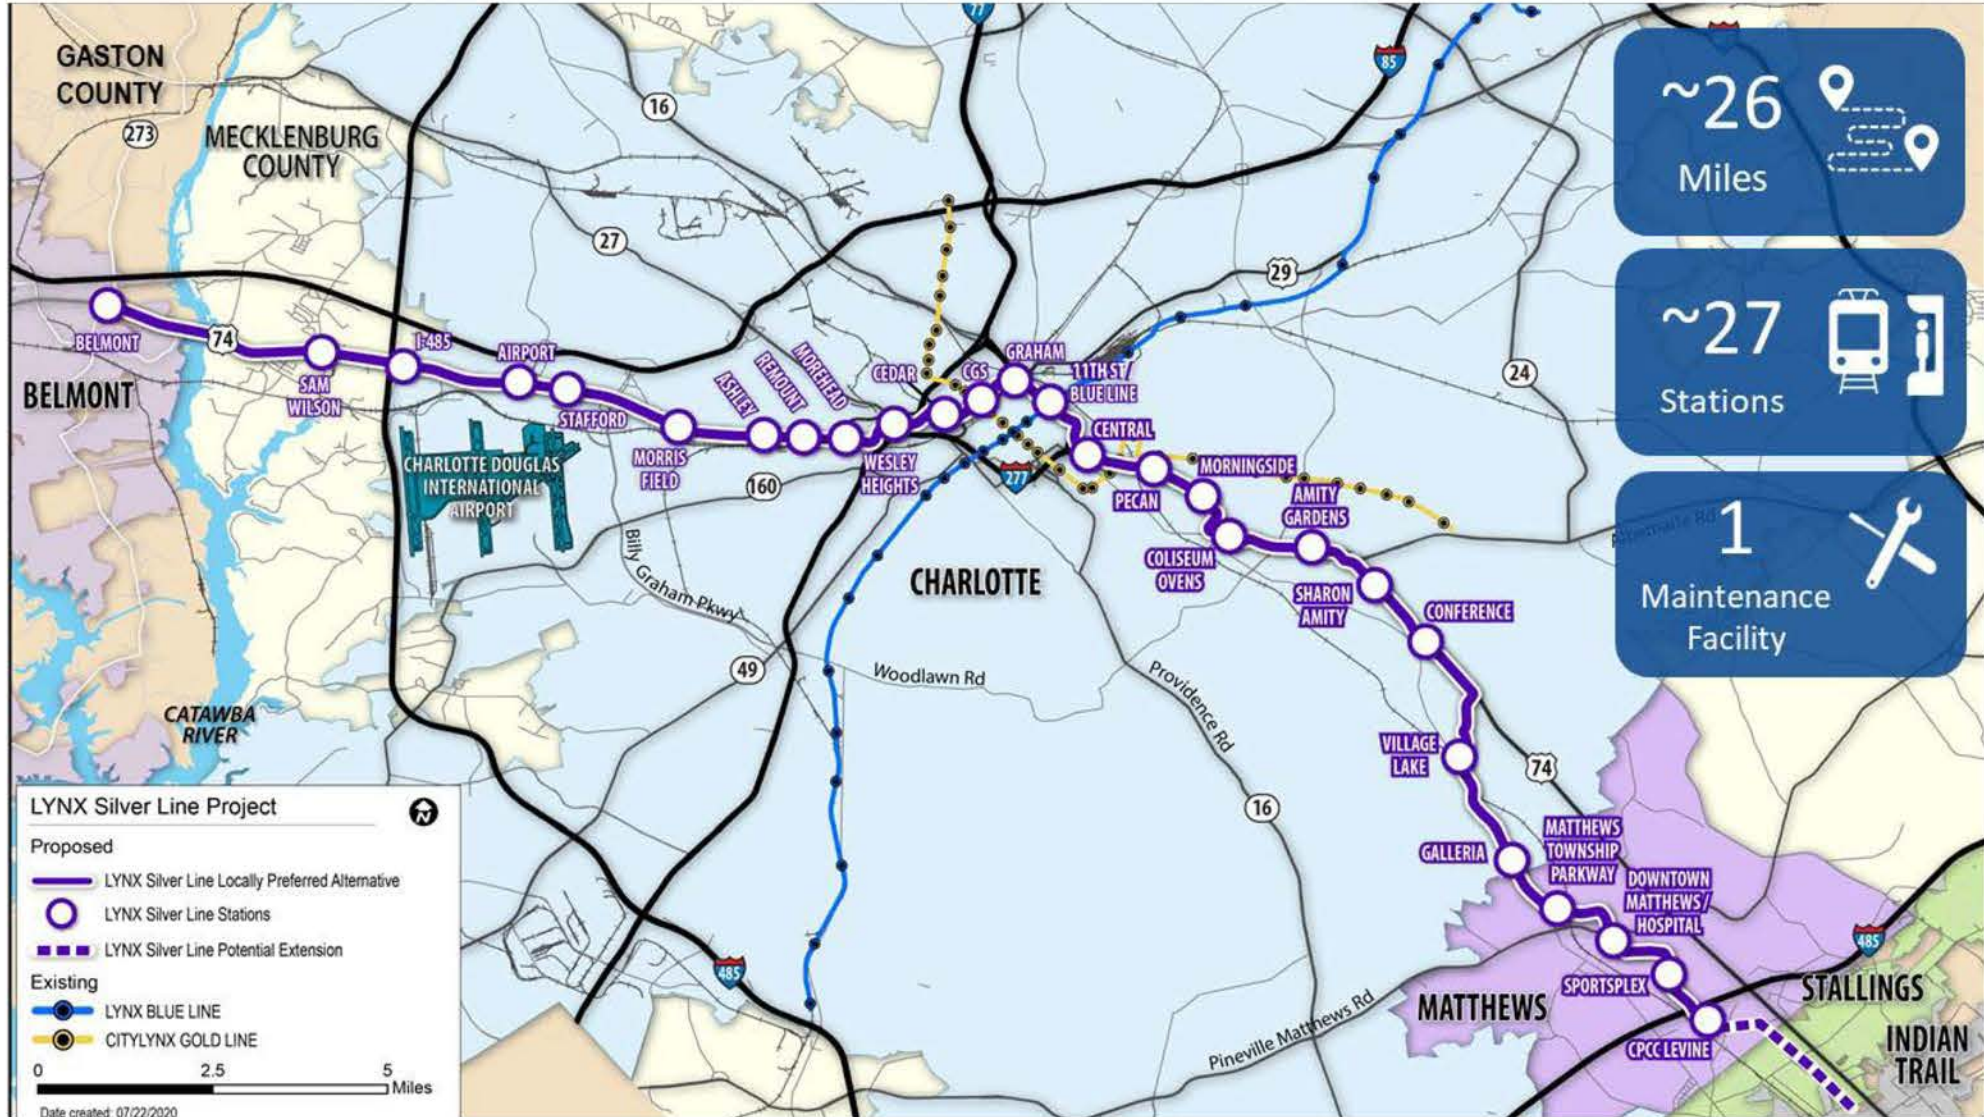 GASTON
COUNTY
273
MECKLENBURG
COUNTY
16
77
85
~26
Miles
27
29
~27
Stations
24
BELMONT
74
BELMONT
SAM
WILSON
I-485
AIRPORT
STAFFORD
MORRIS
FIELD
ASHLEY
REMOUNT
MOREHEAD
WESLEY
HEIGHTS
CEDAR
CGS
GRAHAM
11TH ST/
BLUE LINE
CENTRAL
PECAN
MORNINGSIDE
COLISEUM
OVENS
AMITY
GARDENS
SHARON
AMITY
CONFERENCE
277
160
CHARLOTTE DOUGLAS
INTERNATIONAL
AIRPORT
Billy Graham Pkwy
CHARLOTTE
Albemarle Rd
1
Maintenance
Facility
49
Woodlawn Rd
Providence Rd
CATAWBA
RIVER
VILLAGE
LAKE
74
16
GALLERIA
MATTHEWS
TOWNSHIP
PARKWAY
DOWNTOWN
MATTHEWS/
HOSPITAL
485
485
SPORTSPLEX
MATTHEWS
STALLINGS
CPCC LEVINE
INDIAN
TRAIL
Pineville Matthews Rd
LYNX Silver Line Project
N
Proposed
LYNX Silver Line Locally Preferred Alternative
LYNX Silver Line Stations
LYNX Silver Line Potential Extension
Existing
LYNX BLUE LINE
CITYLYNX GOLD LINE
0 2.5 5
Miles
Date created: 07/22/2020